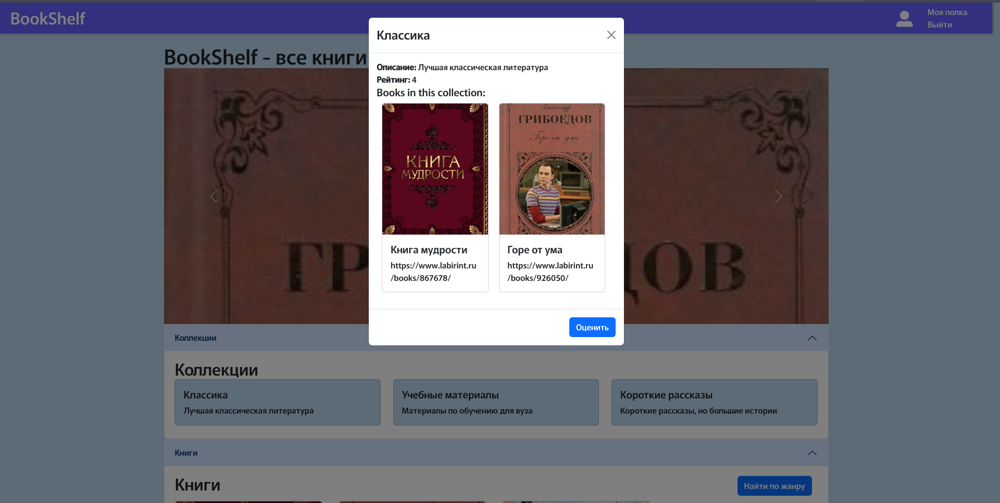 BookShelf
Моя полка
Выйти
BookShelf - все книги
Классика
Описание: Лучшая классическая литература
Рейтинг: 4
Books in this collection:
КНИГА
МУДРОСТИ
Александр
ГРИБОЕДОВ
Горе от ума
Книга мудрости
https://www.labirint.ru
/books/867678/
Горе от ума
https://www.labirint.ru
/books/926050/
Оценить
ГР
ОЕДОВ
Коллекции
Коллекции
Классика
Лучшая классическая литература
Учебные материалы
Материалы по обучению для вуза
Короткие рассказы
Короткие рассказы, но большие истории
Книги
Книги
Найти по жанру